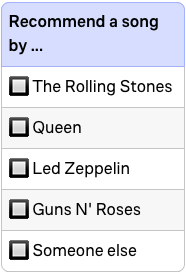 Recommend a song
by ...
The Rolling Stones
Queen
Led Zeppelin
Guns N' Roses
Someone else